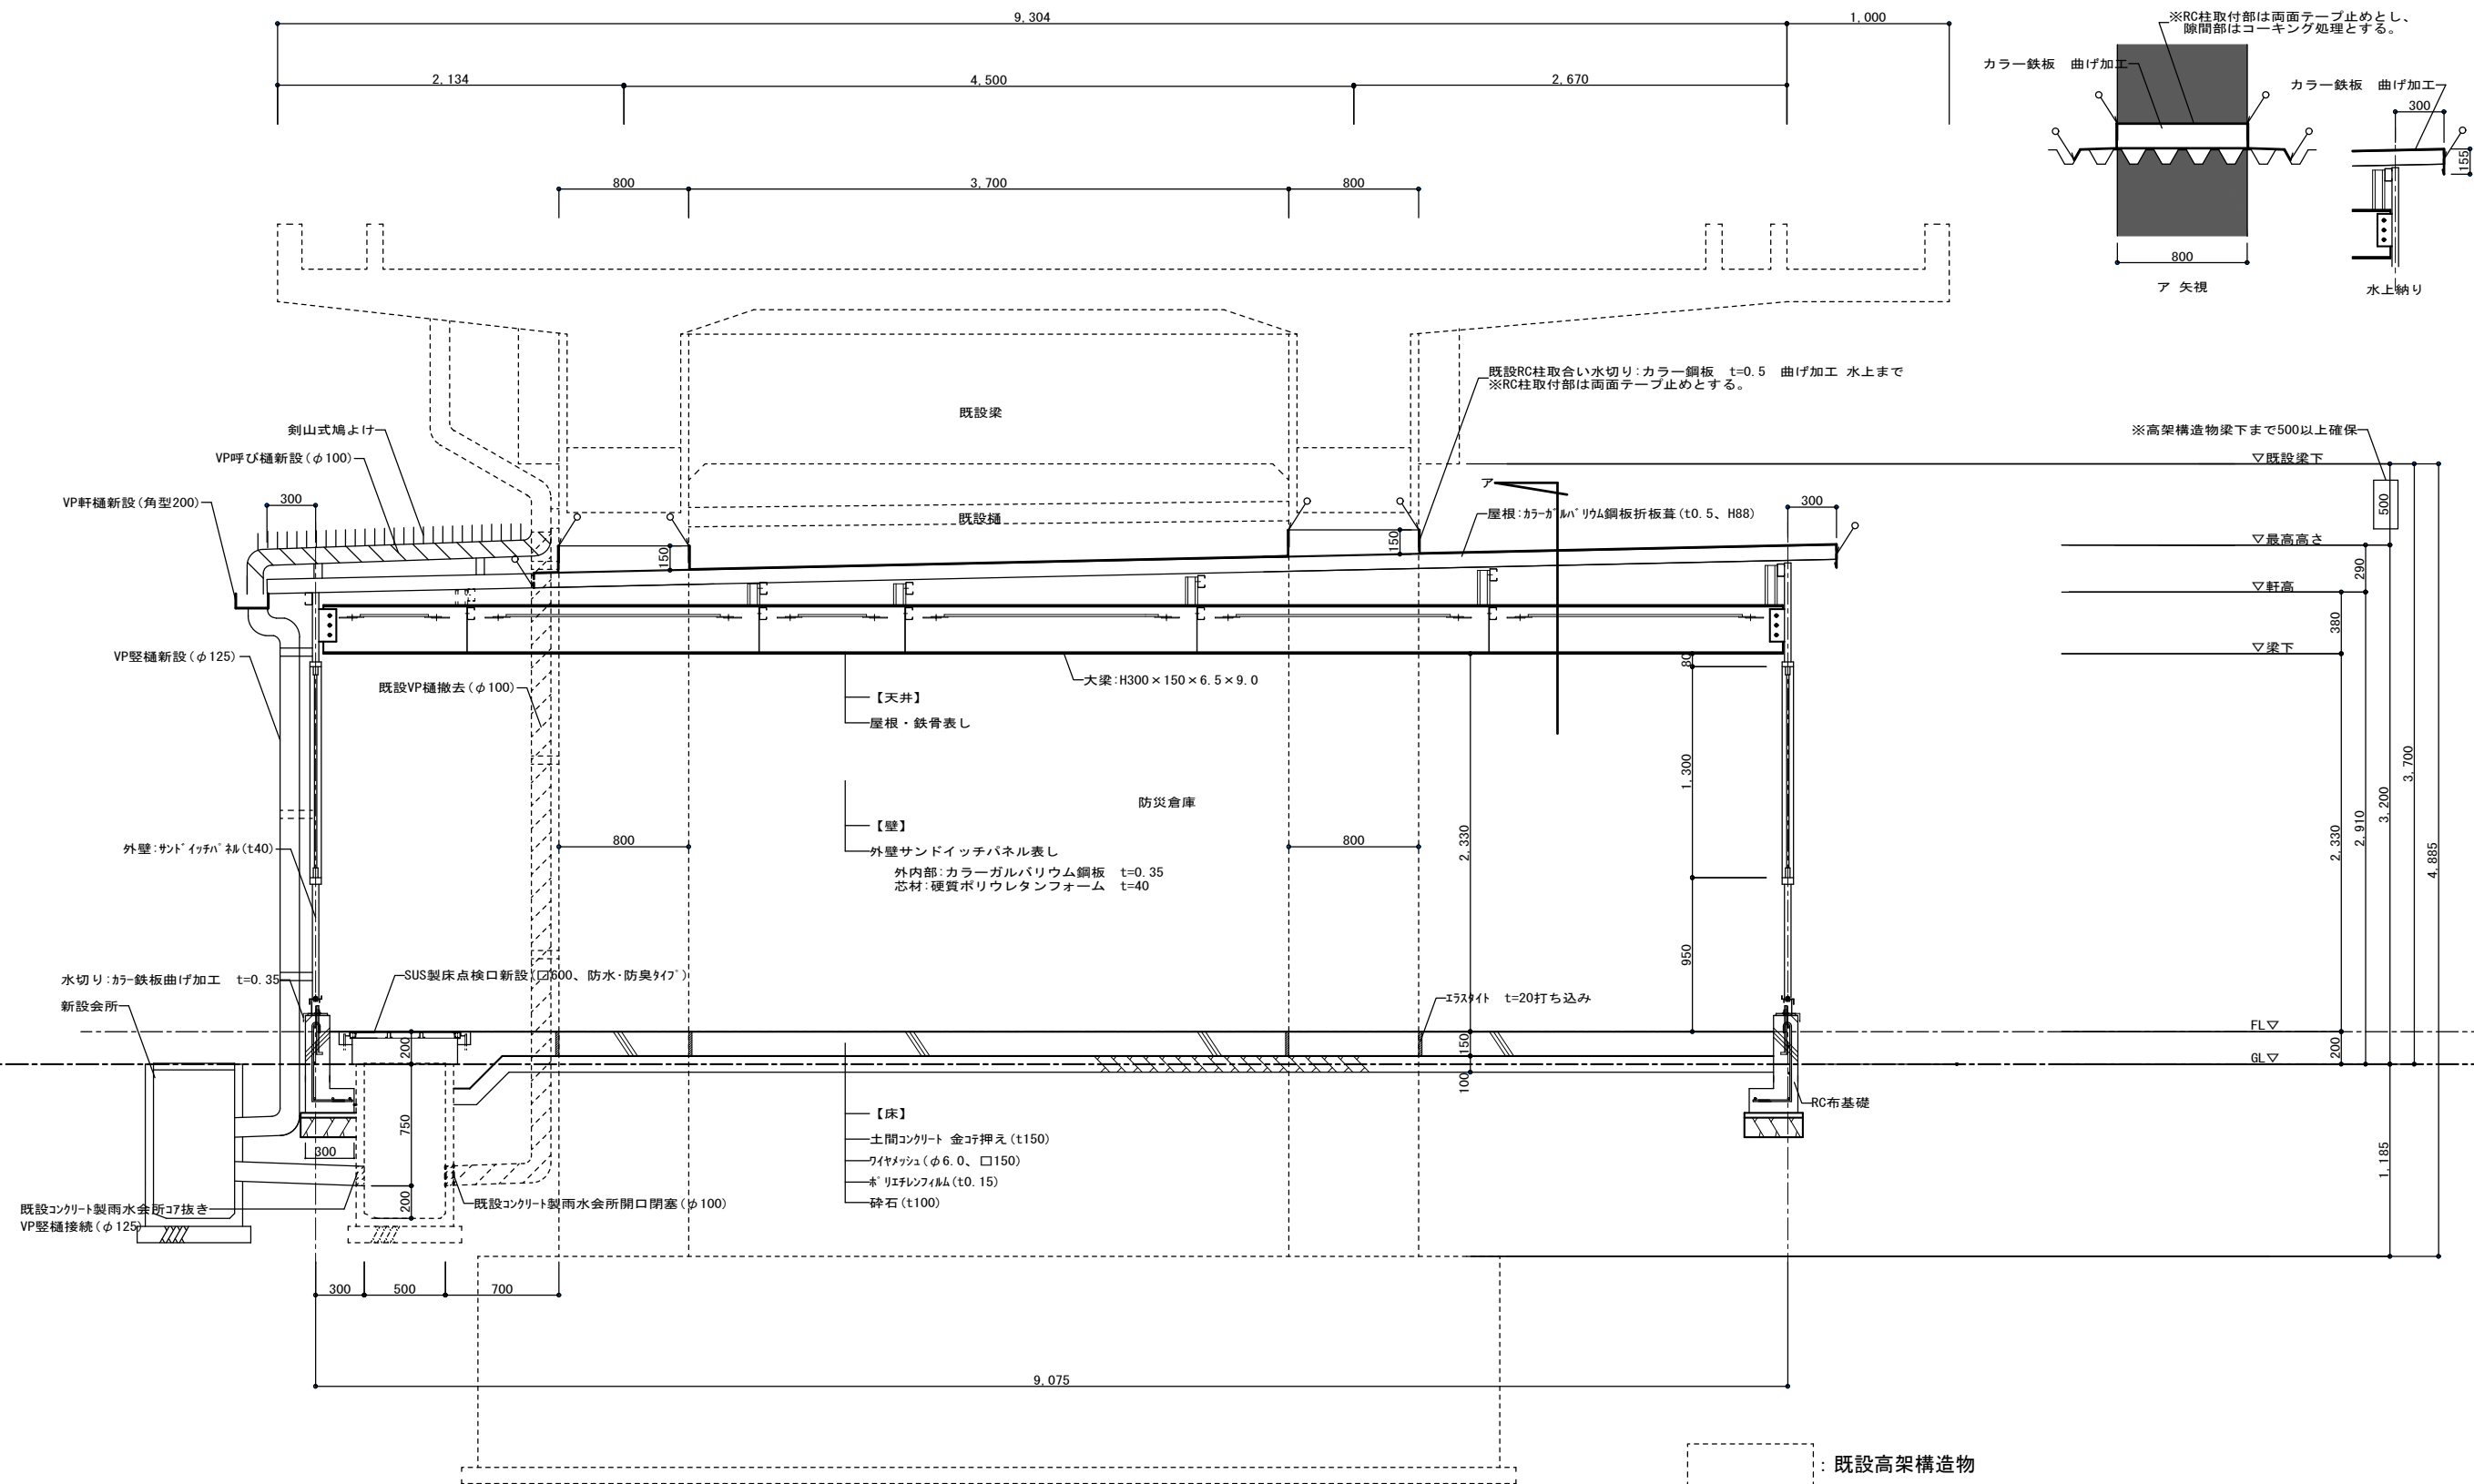 9,304
1,000
2,134
4,500
2,670
800
3,700
800
※RC柱取付部は両面テープ止めとし、
隙間部はコーキング処理とする。
カラー鉄板　曲げ加工
カラー鉄板　曲げ加工
300
155
800
ア 矢視
水上納り
既設RC柱取合い水切り:カラー鋼板　t=0.5　曲げ加工 水上まで
※RC柱取付部は両面テープ止めとする。
既設梁
剣山式鳩よけ
VP呼び樋新設(φ100)
VP軒樋新設(角型200)
300
既設樋
150
150
ア
屋根:カラーガルバリウム鋼板折板葺(t0.5、H88)
300
※高架構造物梁下まで500以上確保
▽既設梁下
500
▽最高高さ
290
▽軒高
380
▽梁下
VP竪樋新設(φ125)
既設VP樋撤去(φ100)
大梁:H300×150×6.5×9.0
80
【天井】
屋根・鉄骨表し
1,300
防災倉庫
【壁】
外壁サンドイッチパネル表し
外内部:カラーガルバリウム鋼板　t=0.35
芯材:硬質ポリウレタンフォーム　t=40
800
800
2,330
950
2,330
2,910
3,200
3,700
4,885
外壁:サンドイッチパネル(t40)
水切り:カラー鉄板曲げ加工　t=0.35
新設会所
SUS製床点検口新設(口600、防水・防臭タイプ)
エラスタイト　t=20打ち込み
FL▽
GL▽
200
200
150
100
750
200
300
RC布基礎
1,185
【床】
土間コンクリート 金コテ押え(t150)
ワイヤメッシュ(φ6.0、口150)
ポリエチレンフィルム(t0.15)
砕石(t100)
既設コンクリート製雨水会所コア抜き
VP竪樋接続(φ125)
既設コンクリート製雨水会所開口閉塞(φ100)
300
500
700
9,075
: 既設高架構造物